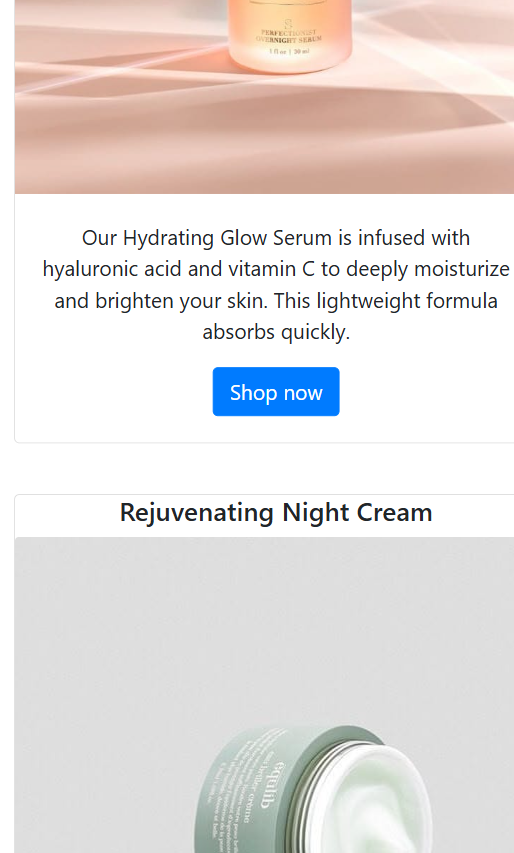 PERFECTIONIST
OVERNIGHT SERUM
1 fl oz | 30 ml
Our Hydrating Glow Serum is infused with
hyaluronic acid and vitamin C to deeply moisturize
and brighten your skin. This lightweight formula
absorbs quickly.
Shop now
Rejuvenating Night Cream
eqalib